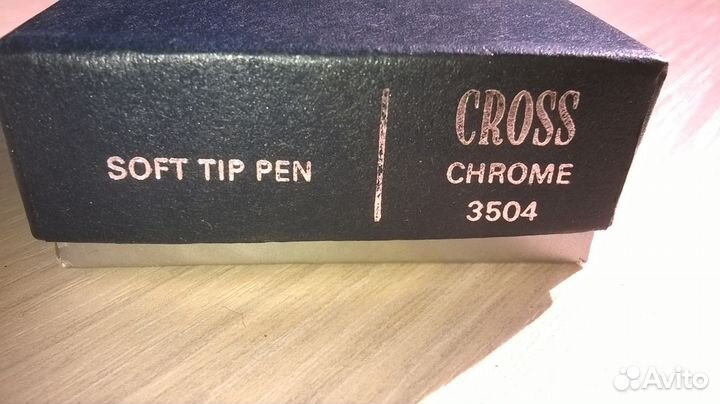 SOFT TIP PEN
CROSS
CHROME
3504
Avito